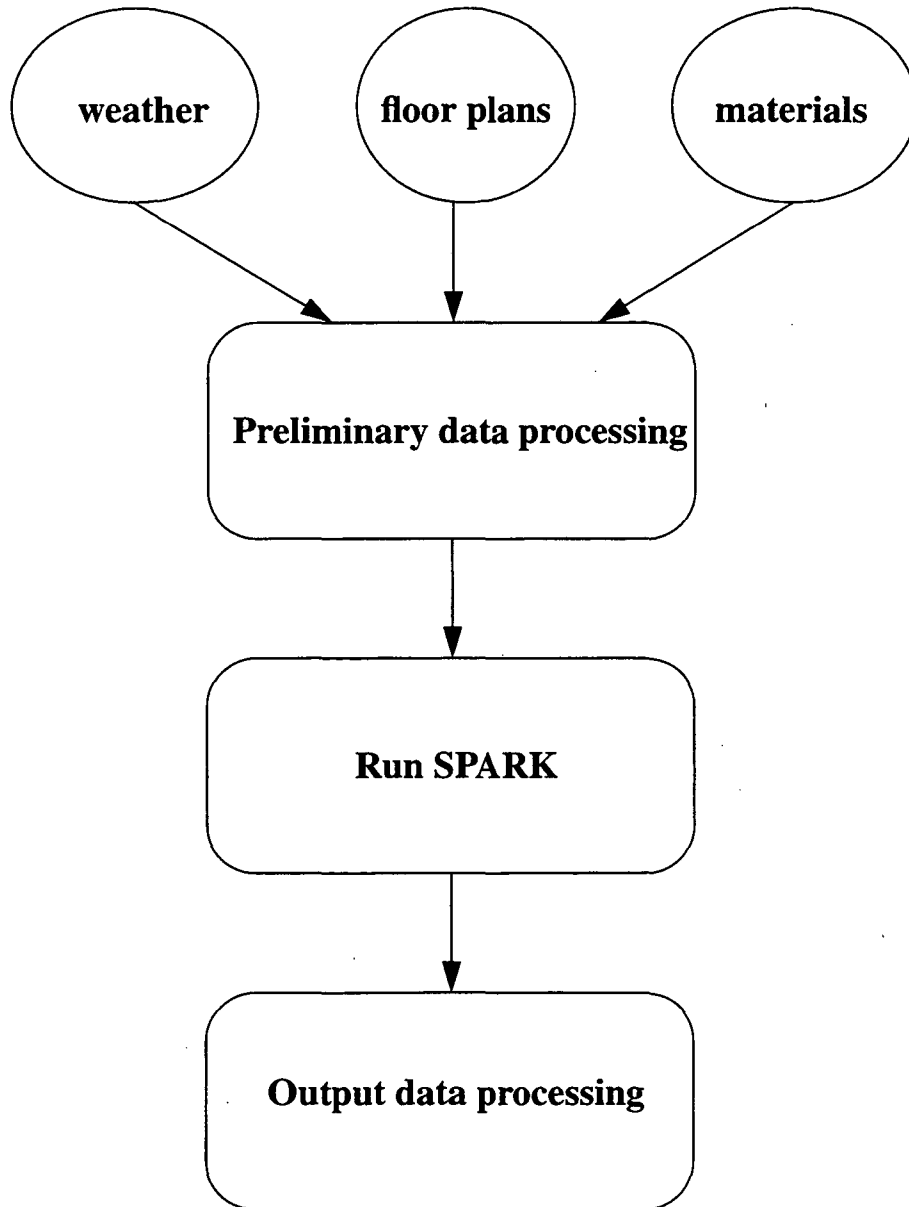 weather
floor plans
materials
Preliminary data processing
Run SPARK
Output data processing